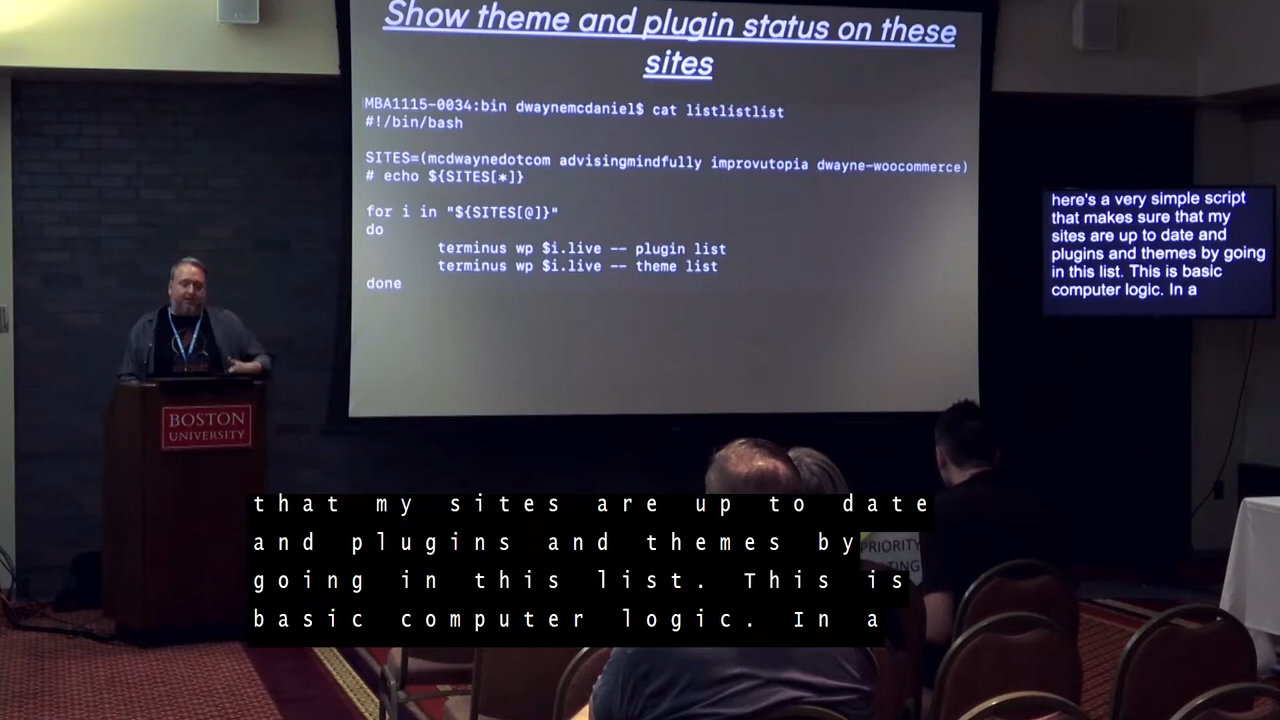 Show theme and plugin status on these
sites
MBA1115-0034:bin dwaynemcdaniel$ cat listlistlist
#!/bin/bash
SITES=(mcdwaynedotcom advisingmindfully improvutopia dwayne-woocommerce)
# echo ${SITES[*]}
for i in "${SITES[@]}"
do
terminus wp $i.live -- plugin list
terminus wp $i.live -- theme list
done
here's a very simple script
that makes sure that my
sites are up to date and
plugins and themes by going
in this list. This is basic
computer logic. In a
BOSTON
UNIVERSITY
that my sites are up to date
and plugins and themes by
going in this list. This is
basic computer logic. In a
PRIORITY